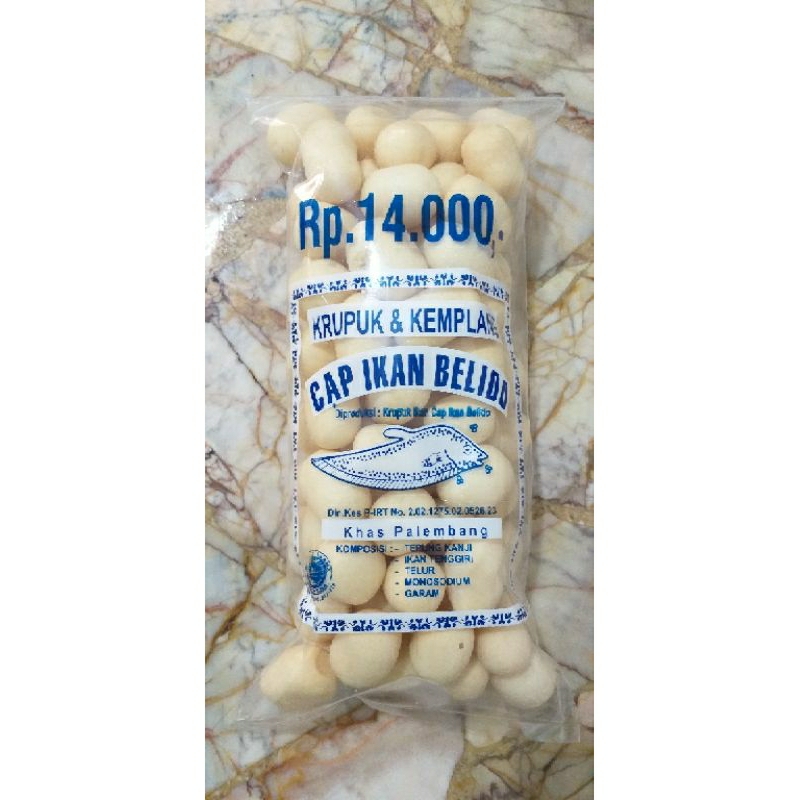 Rp.14.000,-
KRUPUK & KEMPLANG
CAP IKAN BELIDO
Diproduksi : Krupuk Cap Ikan Belido
Khas Palembang
KOMPOSISI : - TEPUNG KANJI
- IKAN TENGGIRI
- TELUR
- MONOSODIUM
- GARAM